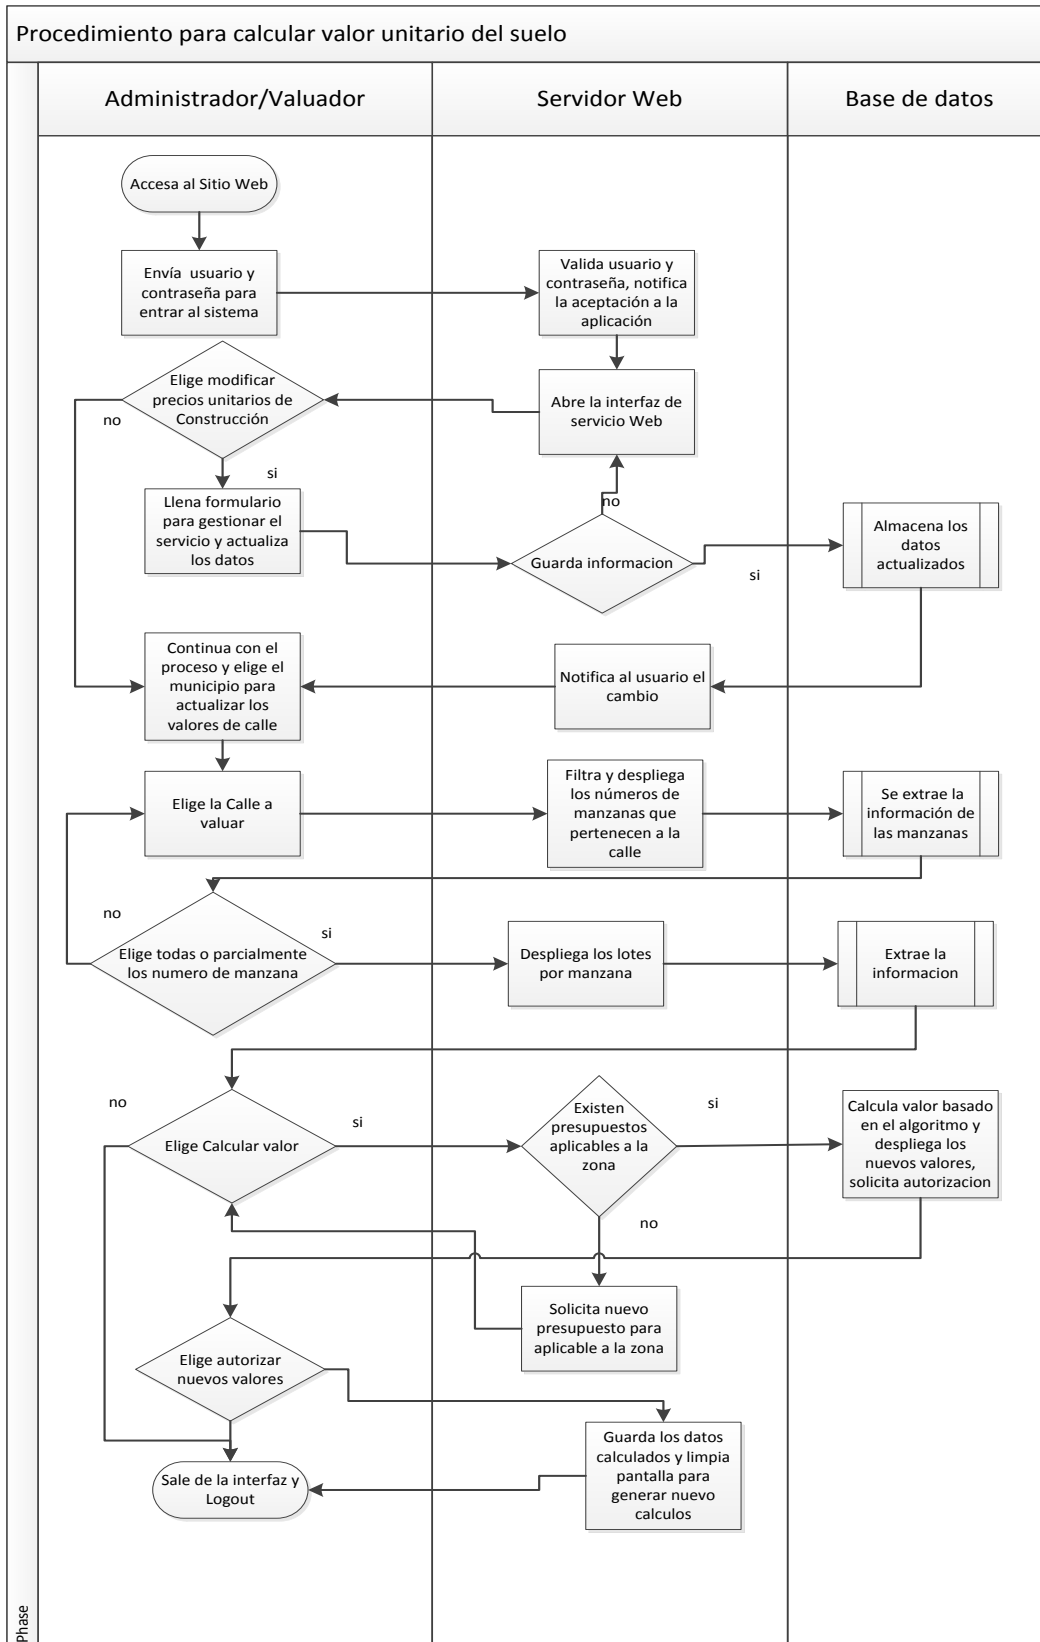 Procedimiento para calcular valor unitario del suelo
Administrador/Valuador
Servidor Web
Base de datos
Accesa al Sitio Web
Envía usuario y
contraseña para
entrar al sistema
Valida usuario y
contraseña, notifica
la aceptación a la
aplicación
Elige modificar
precios unitarios de
Construcción
no
si
Abre la interfaz de
servicio Web
Llena formulario
para gestionar el
servicio y actualiza
los datos
no
Guarda informacion
si
Almacena los
datos
actualizados
Continua con el
proceso y elige el
municipio para
actualizar los
valores de calle
Notifica al usuario el
cambio
Elige la Calle a
valuar
Filtra y despliega
los números de
manzanas que
pertenecen a la
calle
Se extrae la
información de
las manzanas
no
si
Elige todas o parcialmente
los numero de manzana
Despliega los lotes
por manzana
Extrae la
informacion
no
si
Elige Calcular valor
Existen
presupuestos
aplicables a la
zona
si
no
Calcula valor basado
en el algoritmo y
despliega los
nuevos valores,
solicita autorizacion
Solicita nuevo
presupuesto para
aplicable a la zona
Elige autorizar
nuevos valores
Guarda los datos
calculados y limpia
pantalla para
generar nuevo
calculos
Sale de la interfaz y
Logout
Phase